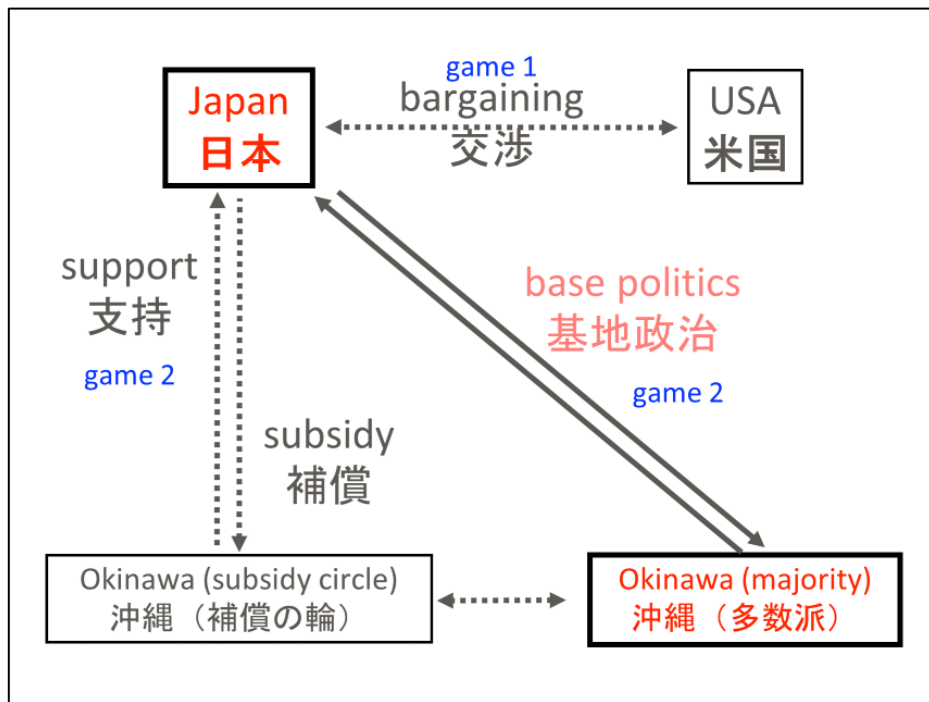 game 1
Japan
日本
bargaining
交渉
USA
米国
support
支持
game 2
base politics
基地政治
game 2
subsidy
補償
Okinawa (subsidy circle)
沖縄（補償の輪）
Okinawa (majority)
沖縄（多数派）